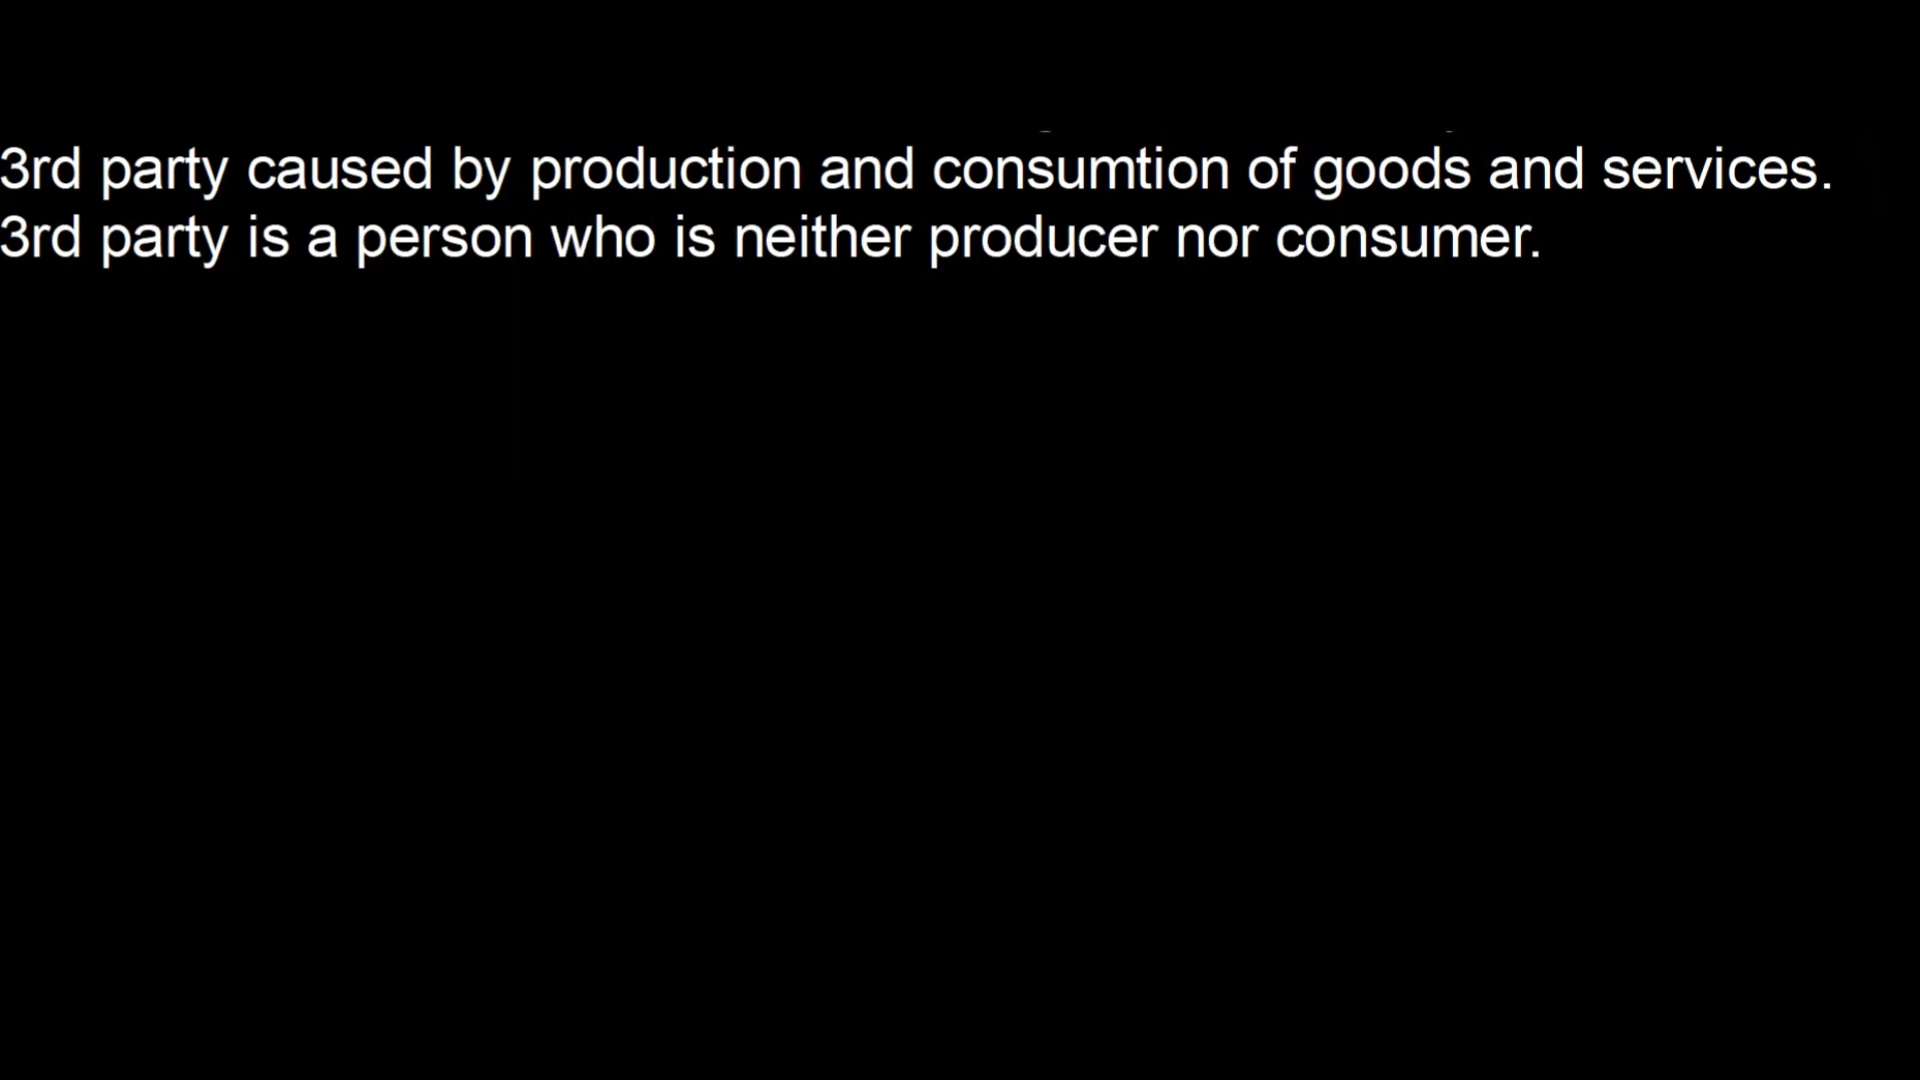 3rd party caused by production and consumtion of goods and services.
3rd party is a person who is neither producer nor consumer.